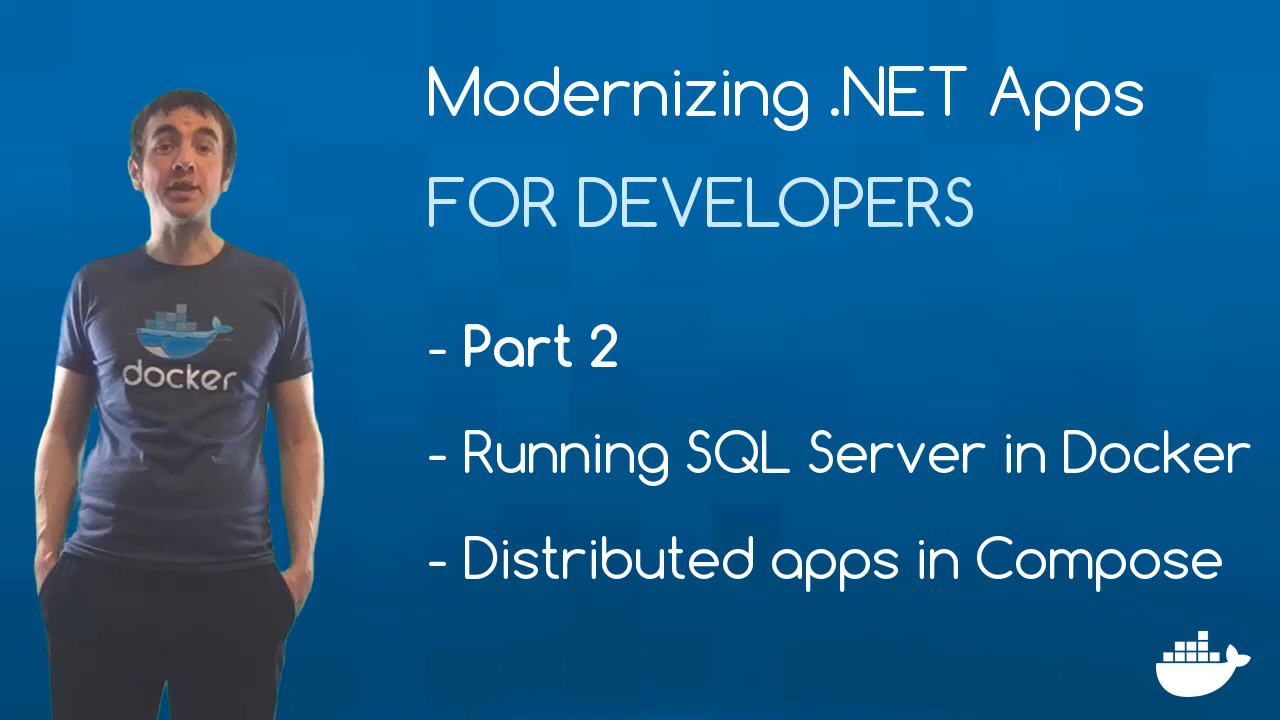 Modernizing .NET Apps
FOR DEVELOPERS
- Part 2
- Running SQL Server in Docker
- Distributed apps in Compose
docker